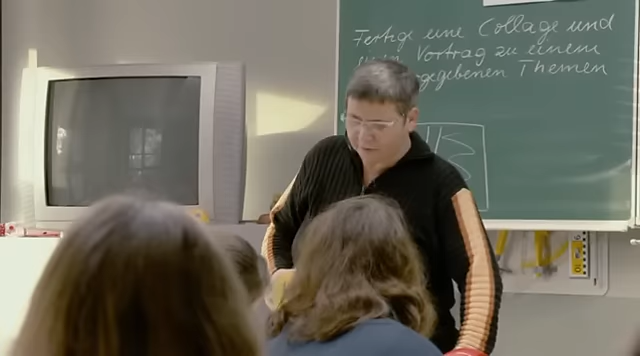 Fertige eine Collage und
Vortrag zu einem
gegebenen Themen